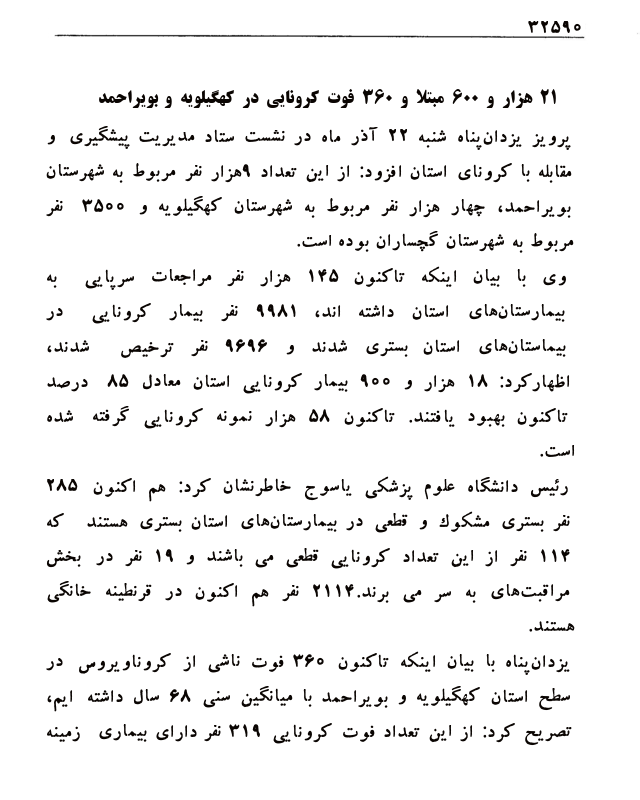 ۳۲۵۹۰
۲۱ هزار و ۶۰۰ مبتلا و ۳۶۰ فوت کرونایی در کهگیلویه و بویراحمد
پرویز یزدان‌پناه شنبه ۲۲ آذر ماه در نشست ستاد مدیریت پیشگیری و
مقابله با کرونای استان افزود: از این تعداد ۹هزار نفر مربوط به شهرستان
بویراحمد، چهار هزار نفر مربوط به شهرستان کهگیلویه و ۳۵۰۰ نفر
مربوط به شهرستان گچساران بوده است.
وی با بیان اینکه تاکنون ۱۴۵ هزار نفر مراجعات سرپایی به
بیمارستان‌های استان داشته اند، ۹۹۸۱ نفر بیمار کرونایی در
بیماستان‌های استان بستری شدند و ۹۶۹۶ نفر ترخیص شدند،
اظهارکرد: ۱۸ هزار و ۹۰۰ بیمار کرونایی استان معادل ۸۵ درصد
تاکنون بهبود یافتند. تاکنون ۵۸ هزار نمونه کرونایی گرفته شده
است.
رئیس دانشگاه علوم پزشکی یاسوج خاطرنشان کرد: هم اکنون ۲۸۵
نفر بستری مشکوک و قطعی در بیمارستان‌های استان بستری هستند که
۱۱۴ نفر از این تعداد کرونایی قطعی می باشند و ۱۹ نفر در بخش
مراقبت‌های به سر می برند.۲۱۱۴ نفر هم اکنون در قرنطینه خانگی
هستند.
یزدان‌پناه با بیان اینکه تاکنون ۳۶۰ فوت ناشی از کروناویروس در
سطح استان کهگیلویه و بویراحمد با میانگین سنی ۶۸ سال داشته ایم،
تصریح کرد: از این تعداد فوت کرونایی ۳۱۹ نفر دارای بیماری زمینه